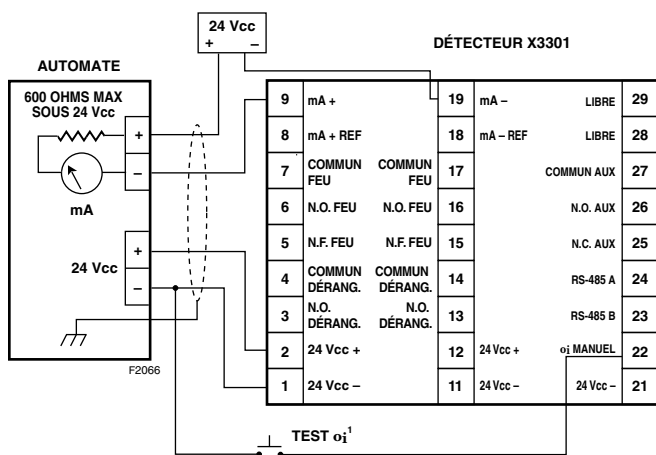 24 Vcc
+ –
AUTOMATE
DÉTECTEUR X3301
600 OHMS MAX
SOUS 24 Vcc
+
–
mA
24 Vcc
+
–
F2066
9 mA + 19 mA – LIBRE 29
8 mA + REF 18 mA – REF LIBRE 28
7 COMMUN FEU COMMUN FEU 17 COMMUN AUX 27
6 N.O. FEU N.O. FEU 16 N.O. AUX 26
5 N.F. FEU N.F. FEU 15 N.C. AUX 25
4 COMMUN DÉRANG. COMMUN DÉRANG. 14 RS-485 A 24
3 N.O. DÉRANG. N.O. DÉRANG. 13 RS-485 B 23
2 24 Vcc + 12 24 Vcc + oi MANUEL 22
1 24 Vcc – 11 24 Vcc – 24 Vcc – 21
TEST oi¹